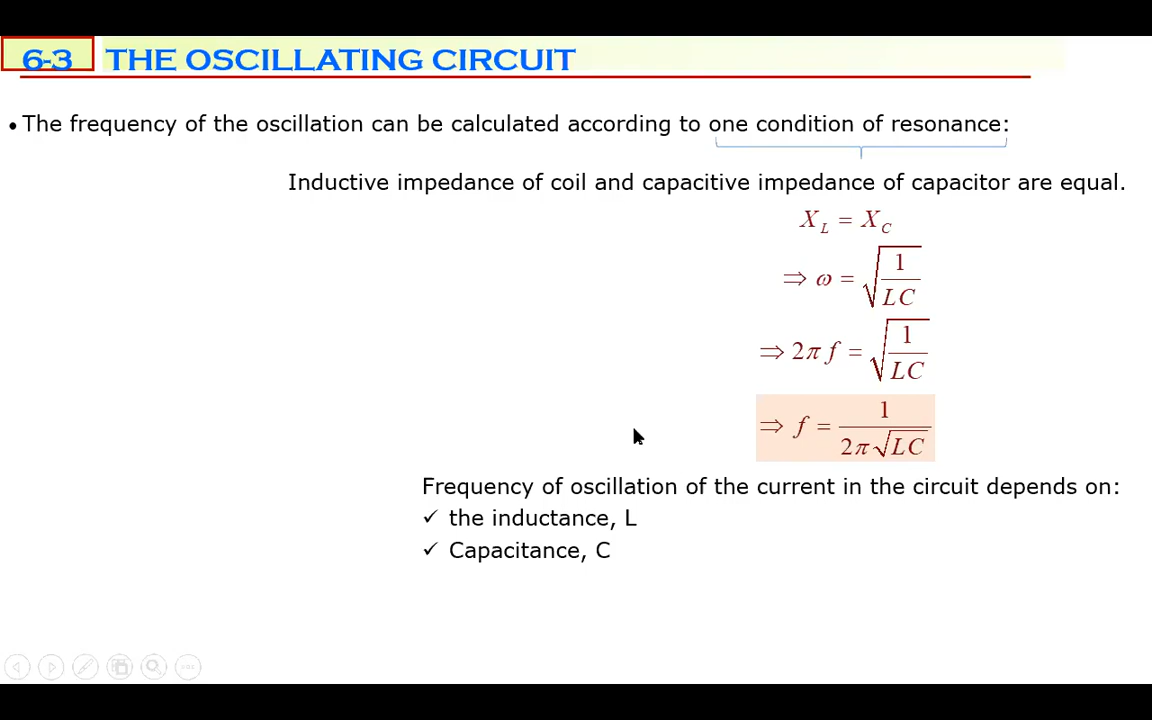 6-3 THE OSCILLATING CIRCUIT
• The frequency of the oscillation can be calculated according to one condition of resonance:
Inductive impedance of coil and capacitive impedance of capacitor are equal.
X_L = X_C
⇒ ω = √(1/LC)
⇒ 2π f = √(1/LC)
⇒ f = 1/(2π√LC)
Frequency of oscillation of the current in the circuit depends on:
✓ the inductance, L
✓ Capacitance, C